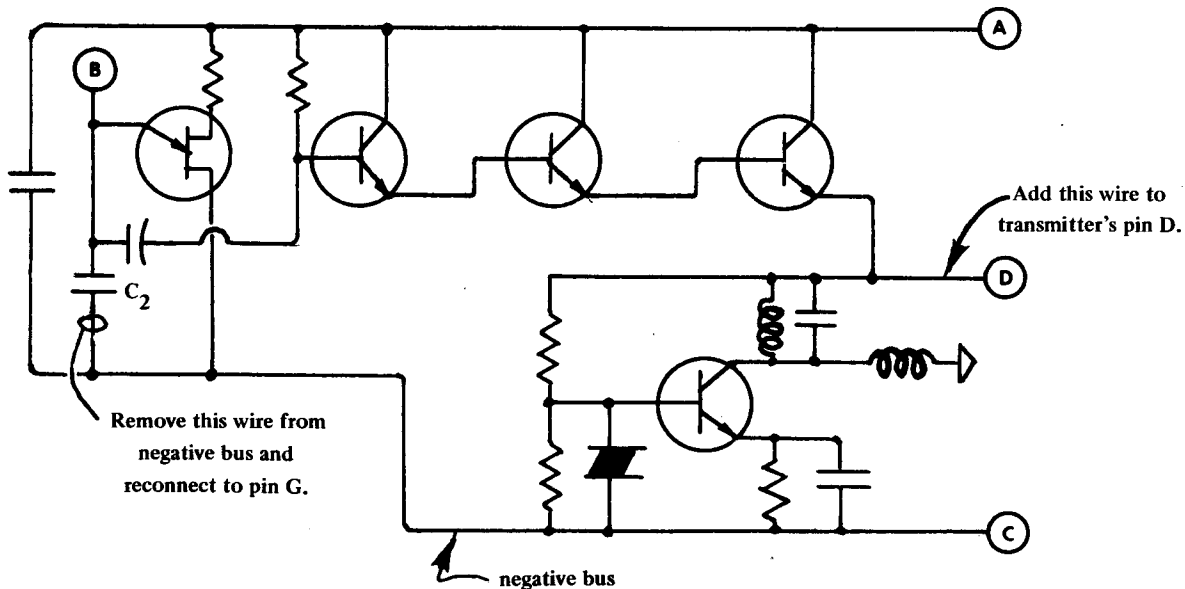 A
B
Add this wire to
transmitter's pin D.
D
C2
Remove this wire from
negative bus and
reconnect to pin G.
C
negative bus